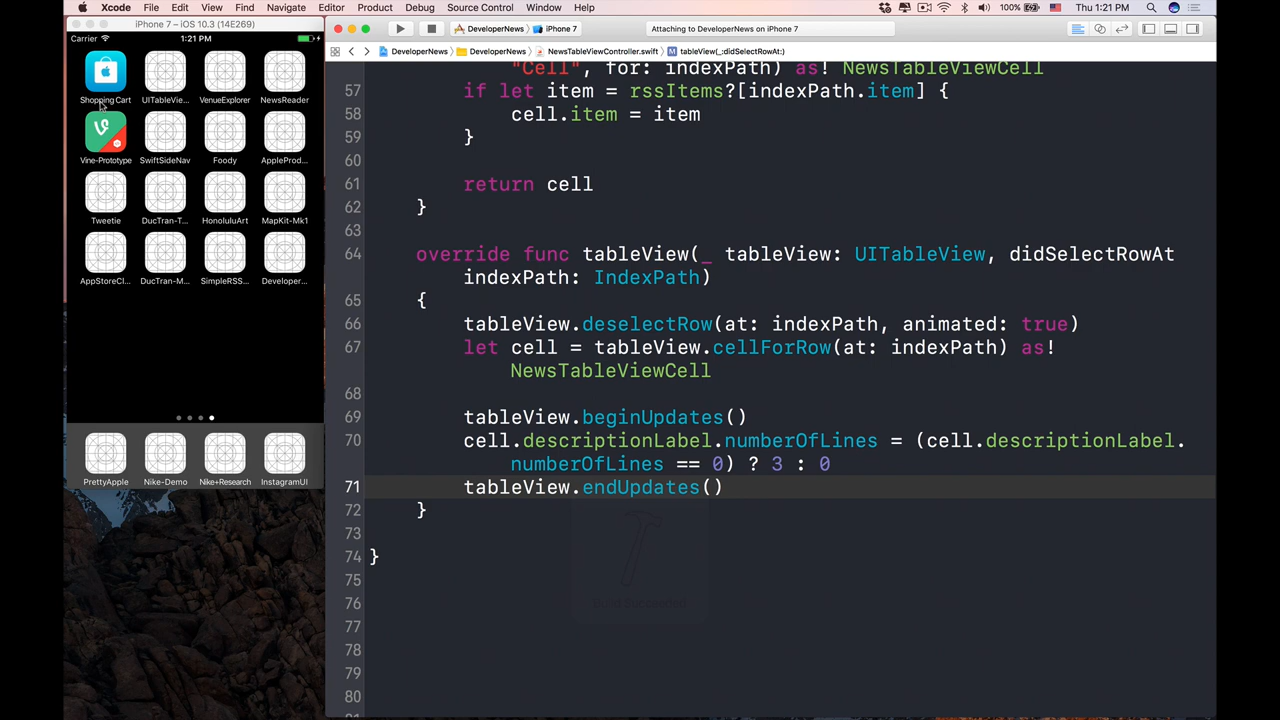 Xcode File Edit View Find Navigate Editor Product Debug Source Control Window Help 100% Thu 1:21 PM
iPhone 7 – iOS 10.3 (14E269)
Carrier 1:21 PM
Shopping Cart UITableVie... VenueExplorer NewsReader
Vine-Prototype SwiftSideNav Foody AppleProd...
Tweetie DucTran-T... HonoluluArt MapKit-Mk1
AppStoreCl... DucTran-M... SimpleRSS... Developer...
PrettyApple Nike-Demo Nike+Research InstagramUI
DeveloperNews iPhone 7 Attaching to DeveloperNews on iPhone 7
DeveloperNews DeveloperNews NewsTableViewController.swift tableView(_:didSelectRowAt:)
"Cell", for: indexPath) as! NewsTableViewCell
57 if let item = rssItems?[indexPath.item] {
58 cell.item = item
59 }
60
61 return cell
62 }
63
64 override func tableView(_ tableView: UITableView, didSelectRowAt
indexPath: IndexPath)
65 {
66 tableView.deselectRow(at: indexPath, animated: true)
67 let cell = tableView.cellForRow(at: indexPath) as!
NewsTableViewCell
68
69 tableView.beginUpdates()
70 cell.descriptionLabel.numberOfLines = (cell.descriptionLabel.
numberOfLines == 0) ? 3 : 0
71 tableView.endUpdates()
72 }
73
74 }
75
76
77
78
79
80
Build Succeeded